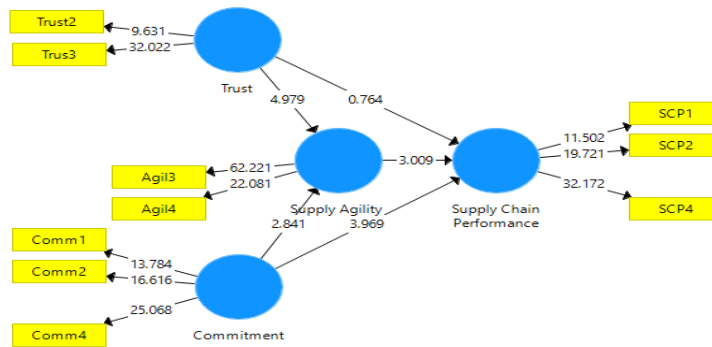 Trust2
9.631
Trus3
32.022
Trust
4.979
0.764
SCP1
11.502
SCP2
19.721
Agil3
62.221
3.009
Agil4
22.081
32.172
SCP4
Supply Agility
Supply Chain
Performance
2.841
3.969
Comm1
13.784
Comm2
16.616
25.068
Comm4
Commitment